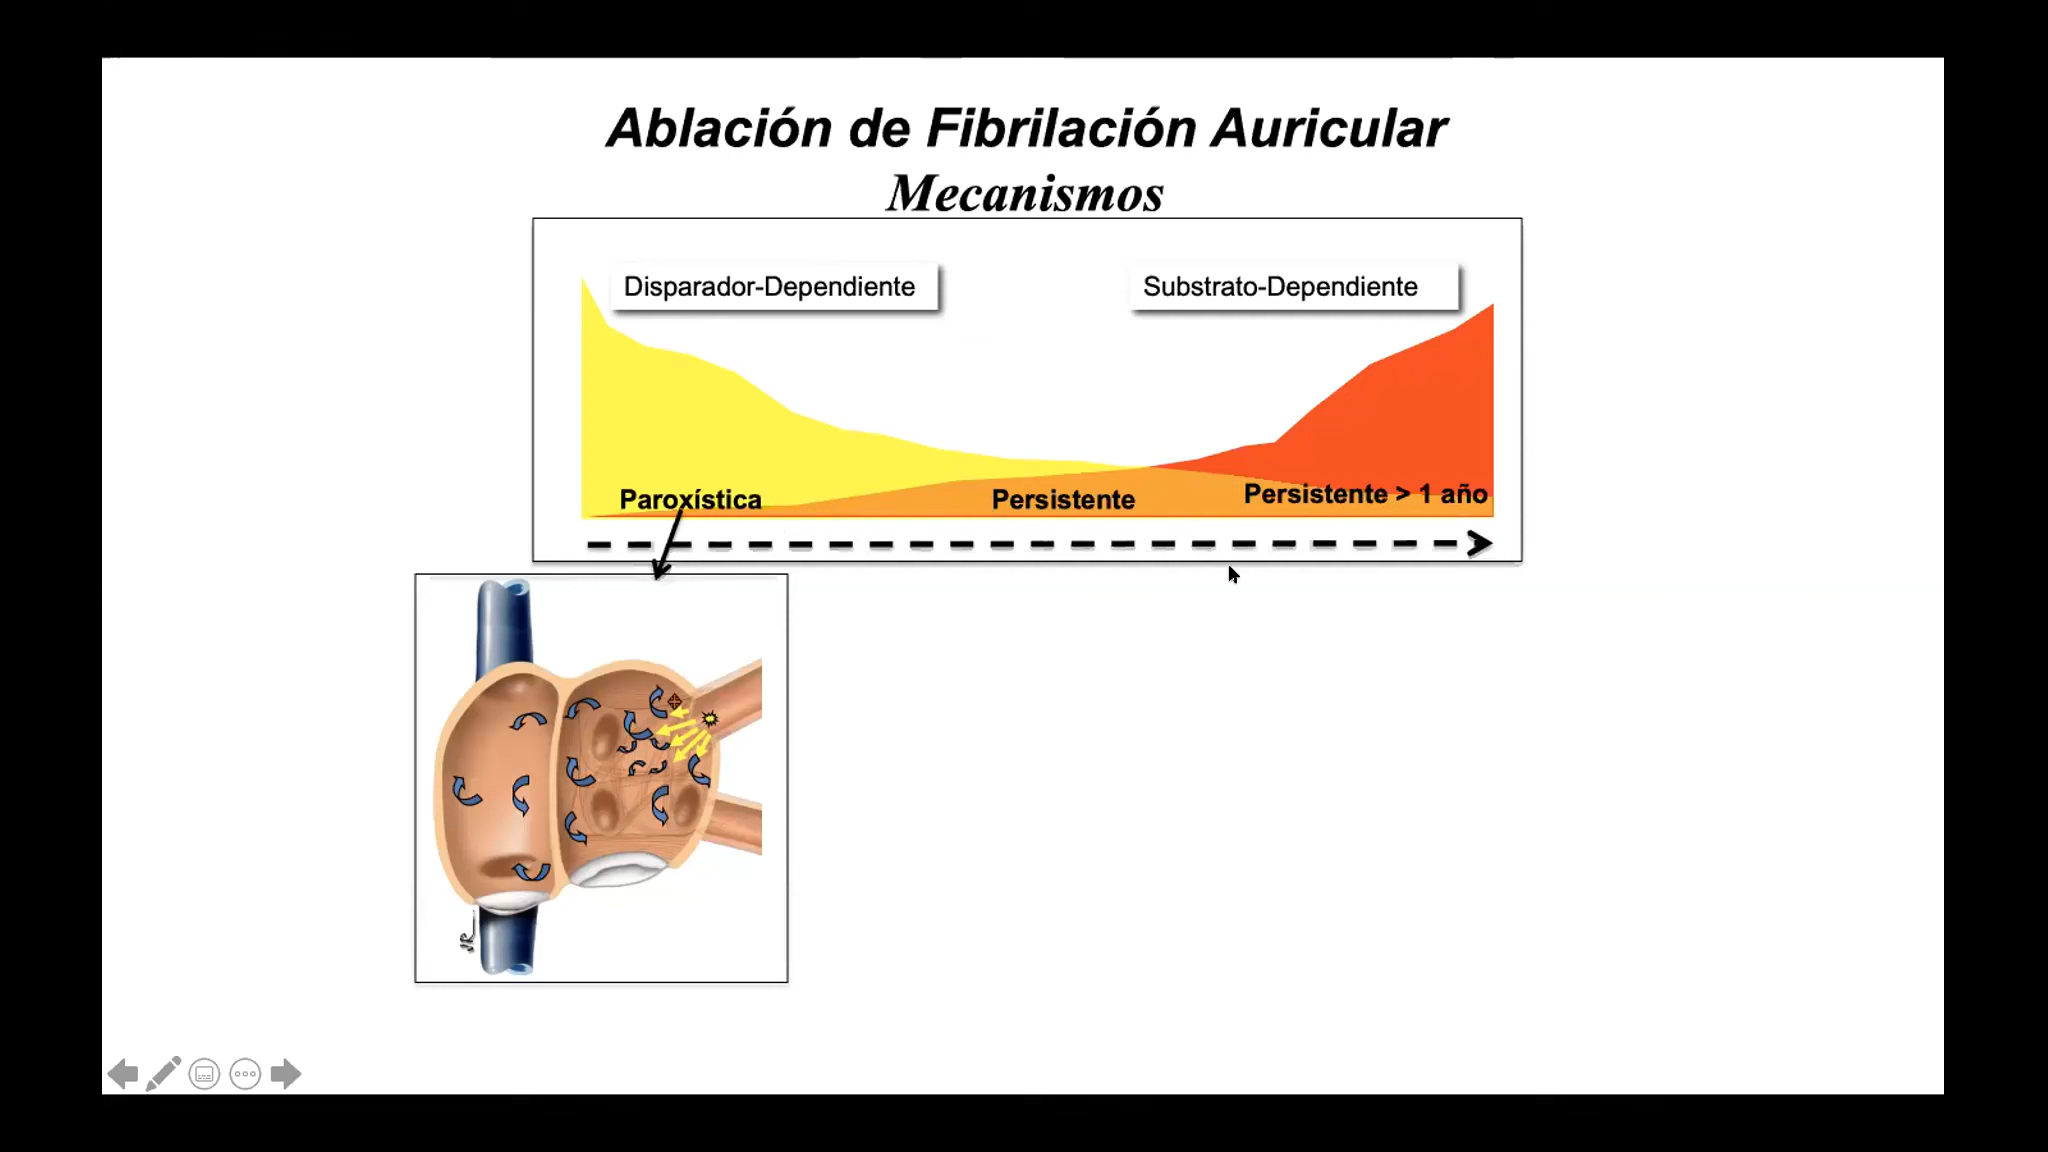 Ablación de Fibrilación Auricular
Mecanismos
Disparador-Dependiente
Substrato-Dependiente
Paroxística
Persistente
Persistente > 1 año